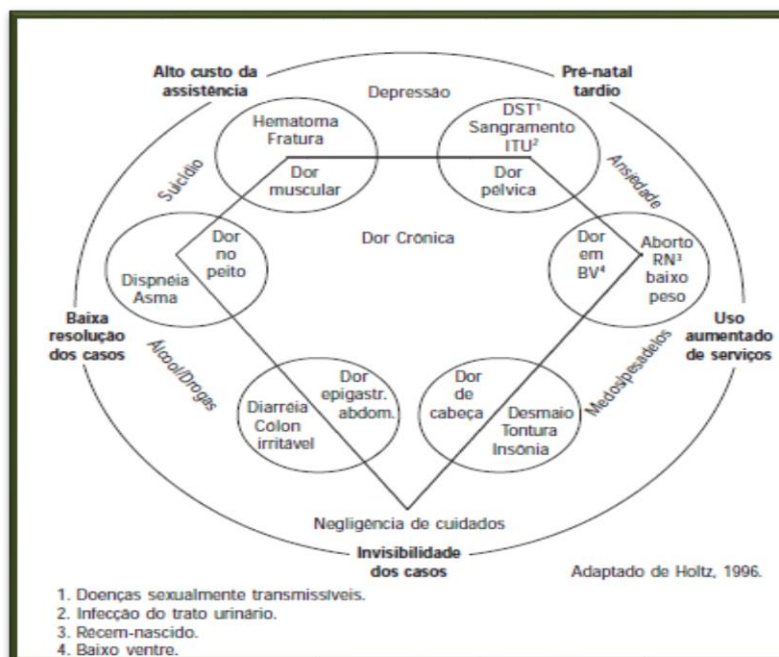 Alto custo da
assistência
Pré-natal
tardio
Depressão
Hematoma
Fratura
Dor
muscular
DST¹
Sangramento
ITU²
Dor
pélvica
Suicídio
Ansiedade
Dor Crônica
Dor
no
peito
Dispnéia
Asma
Dor
em
BV⁴
Aborto
RN³
baixo
peso
Baixa
resolução
dos casos
Uso
aumentado
de serviços
Álcool/Drogas
Medos/pesadelos
Diarréia
Cólon
irritável
Dor
epigastr.
abdom.
Dor
de
cabeça
Desmaio
Tontura
Insônia
Negligência de cuidados
Invisibilidade
dos casos
Adaptado de Holtz, 1996.
1. Doenças sexualmente transmissíveis.
2. Infecção do trato urinário.
3. Récem-nascido.
4. Baixo ventre.